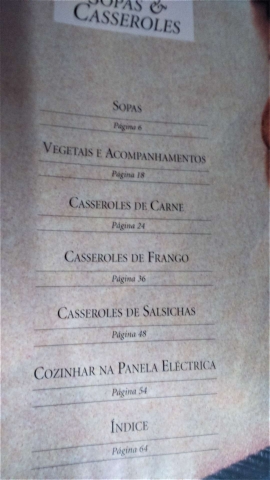 SOPAS &
CASSEROLES
SOPAS
Página 6
VEGETAIS E ACOMPANHAMENTOS
Página 18
CASSEROLES DE CARNE
Página 24
CASSEROLES DE FRANGO
Página 36
CASSEROLES DE SALSICHAS
Página 48
COZINHAR NA PANELA ELÉCTRICA
Página 54
ÍNDICE
Página 64